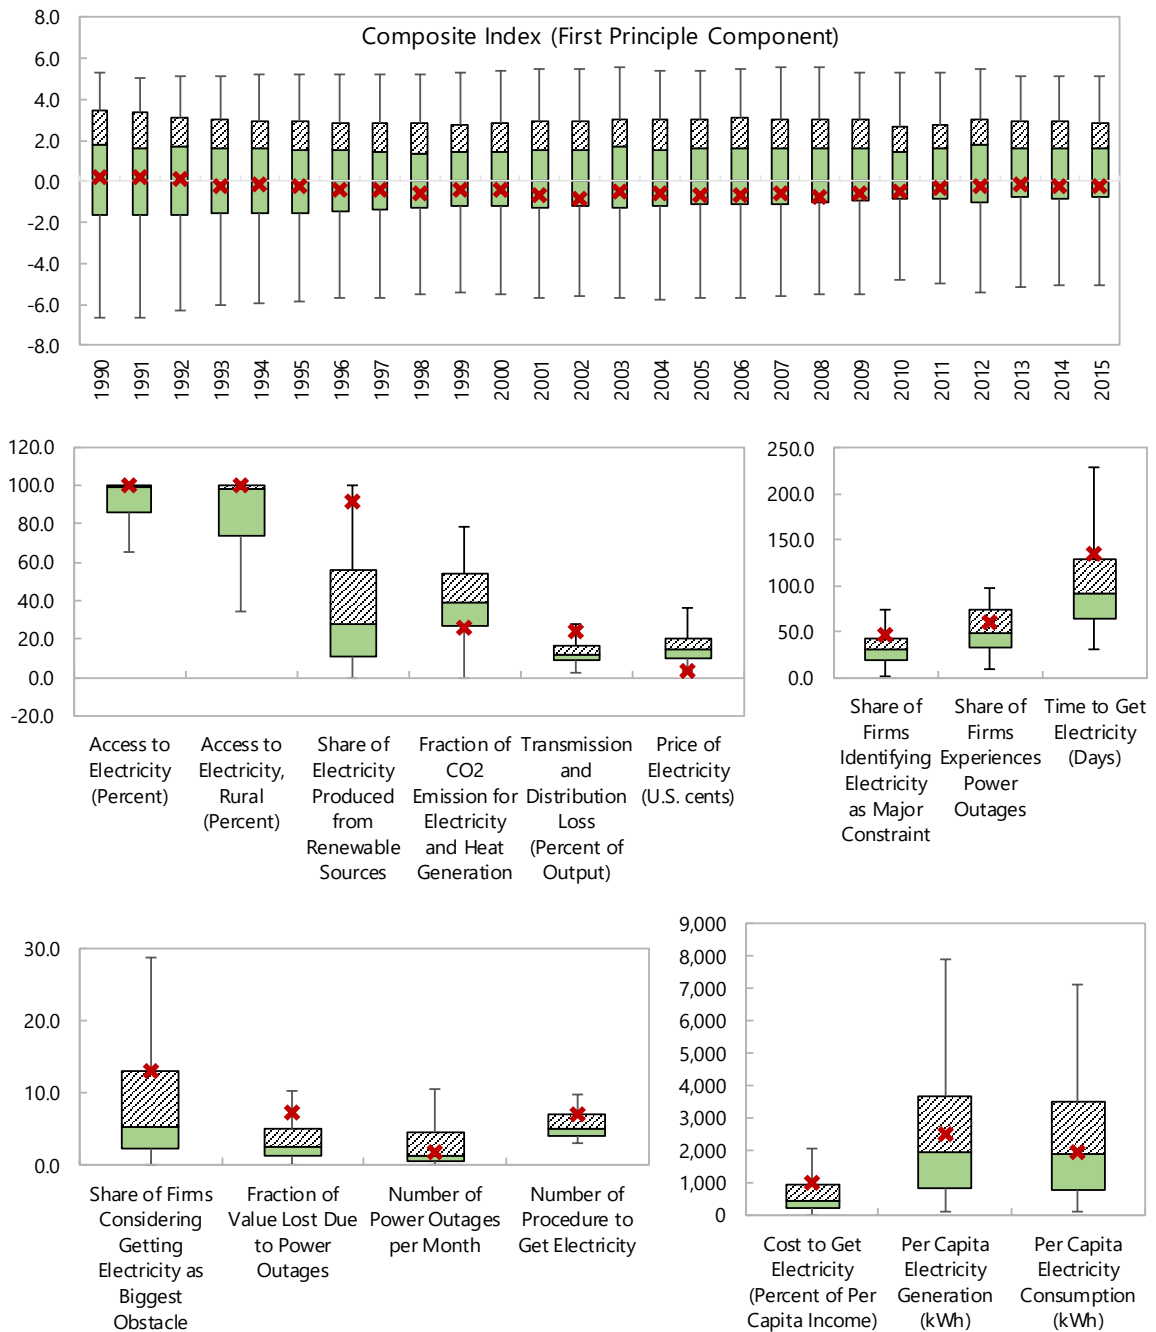 Composite Index (First Principle Component)
8.0
6.0
4.0
2.0
0.0
-2.0
-4.0
-6.0
-8.0
1990
1991
1992
1993
1994
1995
1996
1997
1998
1999
2000
2001
2002
2003
2004
2005
2006
2007
2008
2009
2010
2011
2012
2013
2014
2015
120.0
100.0
80.0
60.0
40.0
20.0
0.0
-20.0
Access to
Electricity
(Percent)
Access to
Electricity,
Rural
(Percent)
Share of
Electricity
Produced
from
Renewable
Sources
Fraction of
CO2
Emission for
Electricity
and Heat
Generation
Transmission
and
Distribution
Loss
(Percent of
Output)
Price of
Electricity
(U.S. cents)
250.0
200.0
150.0
100.0
50.0
0.0
Share of
Firms
Identifying
Electricity
as Major
Constraint
Share of
Firms
Experiences
Power
Outages
Time to Get
Electricity
(Days)
30.0
20.0
10.0
0.0
Share of Firms
Considering
Getting
Electricity as
Biggest
Obstacle
Fraction of
Value Lost Due
to Power
Outages
Number of
Power Outages
per Month
Number of
Procedure to
Get Electricity
9,000
8,000
7,000
6,000
5,000
4,000
3,000
2,000
1,000
0
Cost to Get
Electricity
(Percent of Per
Capita Income)
Per Capita
Electricity
Generation
(kWh)
Per Capita
Electricity
Consumption
(kWh)